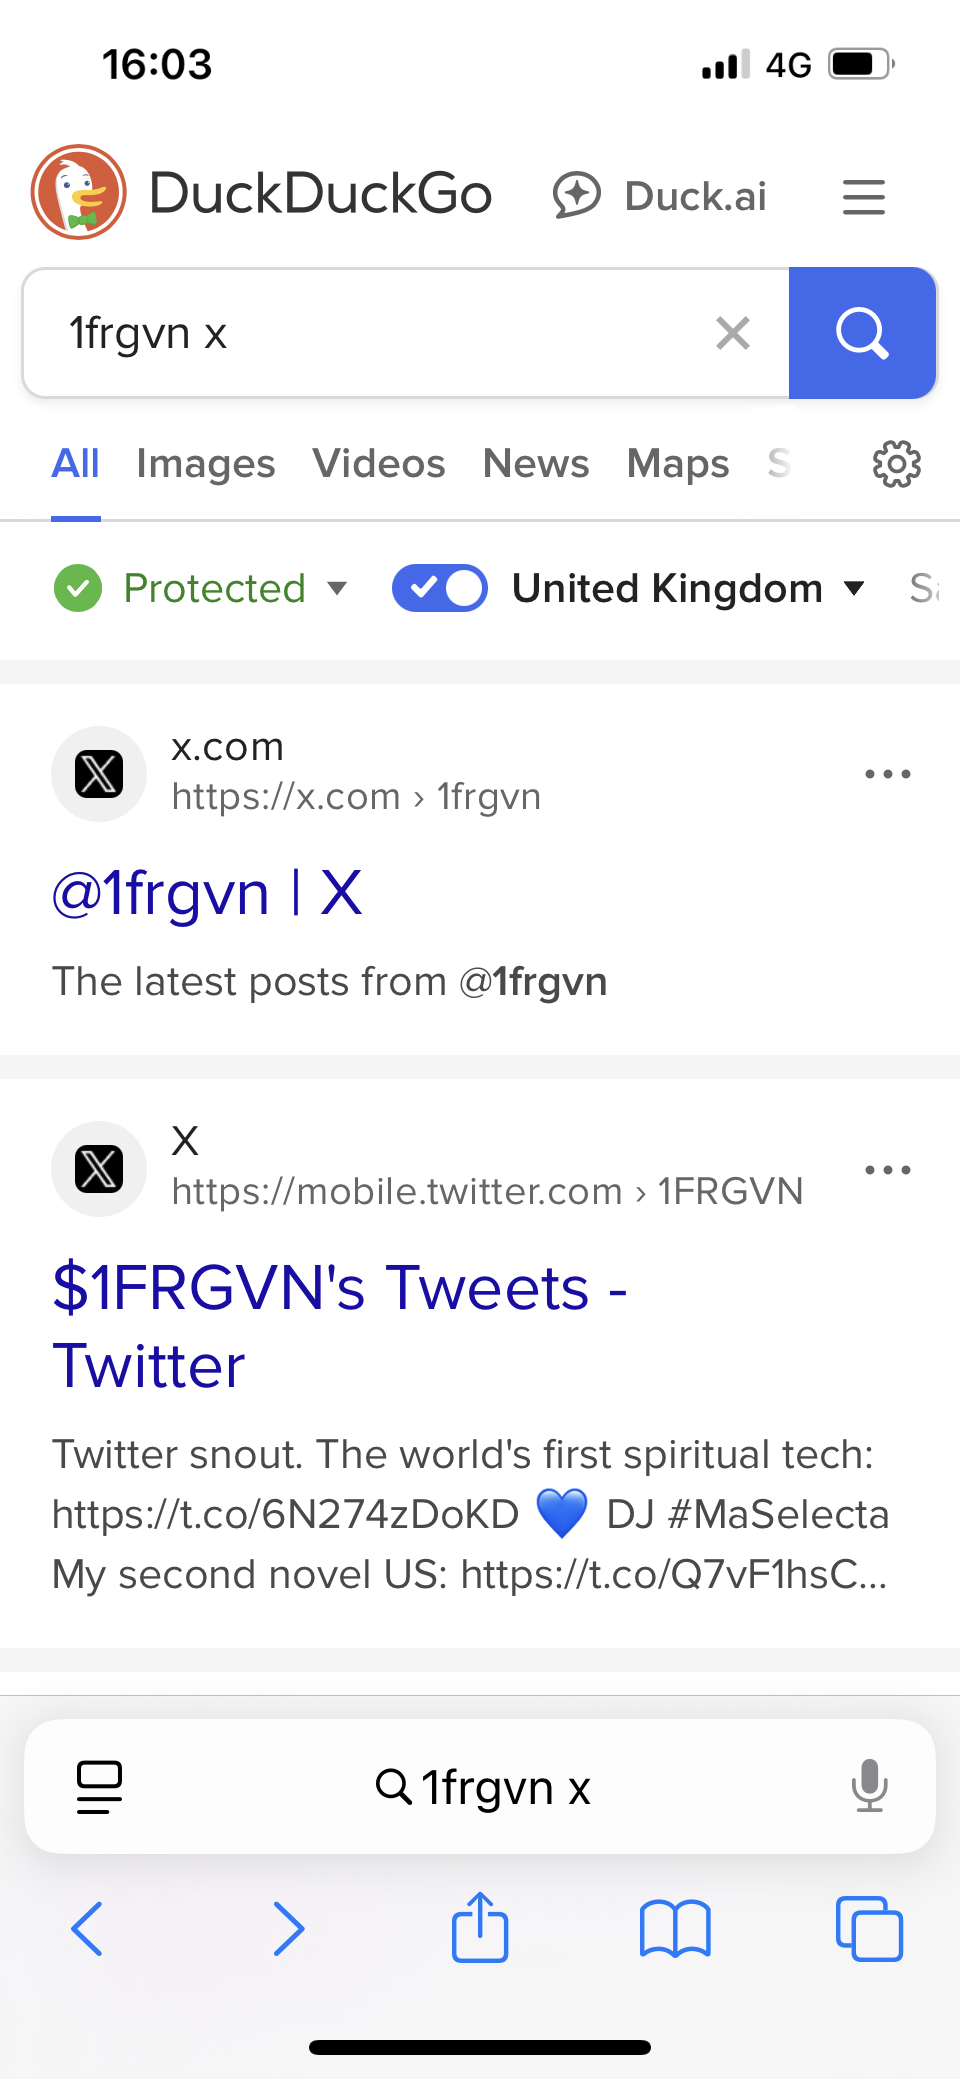 16:03
4G
DuckDuckGo
Duck.ai
1frgvn x
All Images Videos News Maps S
Protected
United Kingdom
x.com
https://x.com › 1frgvn
@1frgvn | X
The latest posts from @1frgvn
X
https://mobile.twitter.com › 1FRGVN
$1FRGVN's Tweets -
Twitter
Twitter snout. The world's first spiritual tech:
https://t.co/6N274zDoKD 💙 DJ #MaSelecta
My second novel US: https://t.co/Q7vF1hsC...
1frgvn x